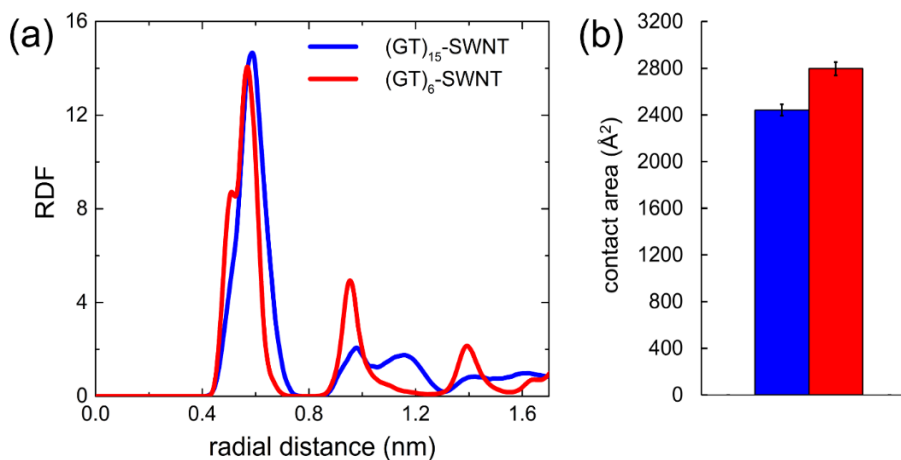 (a)
(GT)₁₅-SWNT
(GT)₆-SWNT
RDF
16
12
8
4
0
0.0 0.4 0.8 1.2 1.6
radial distance (nm)
(b)
contact area (Å²)
3200
2800
2400
2000
1600
1200
800
400
0